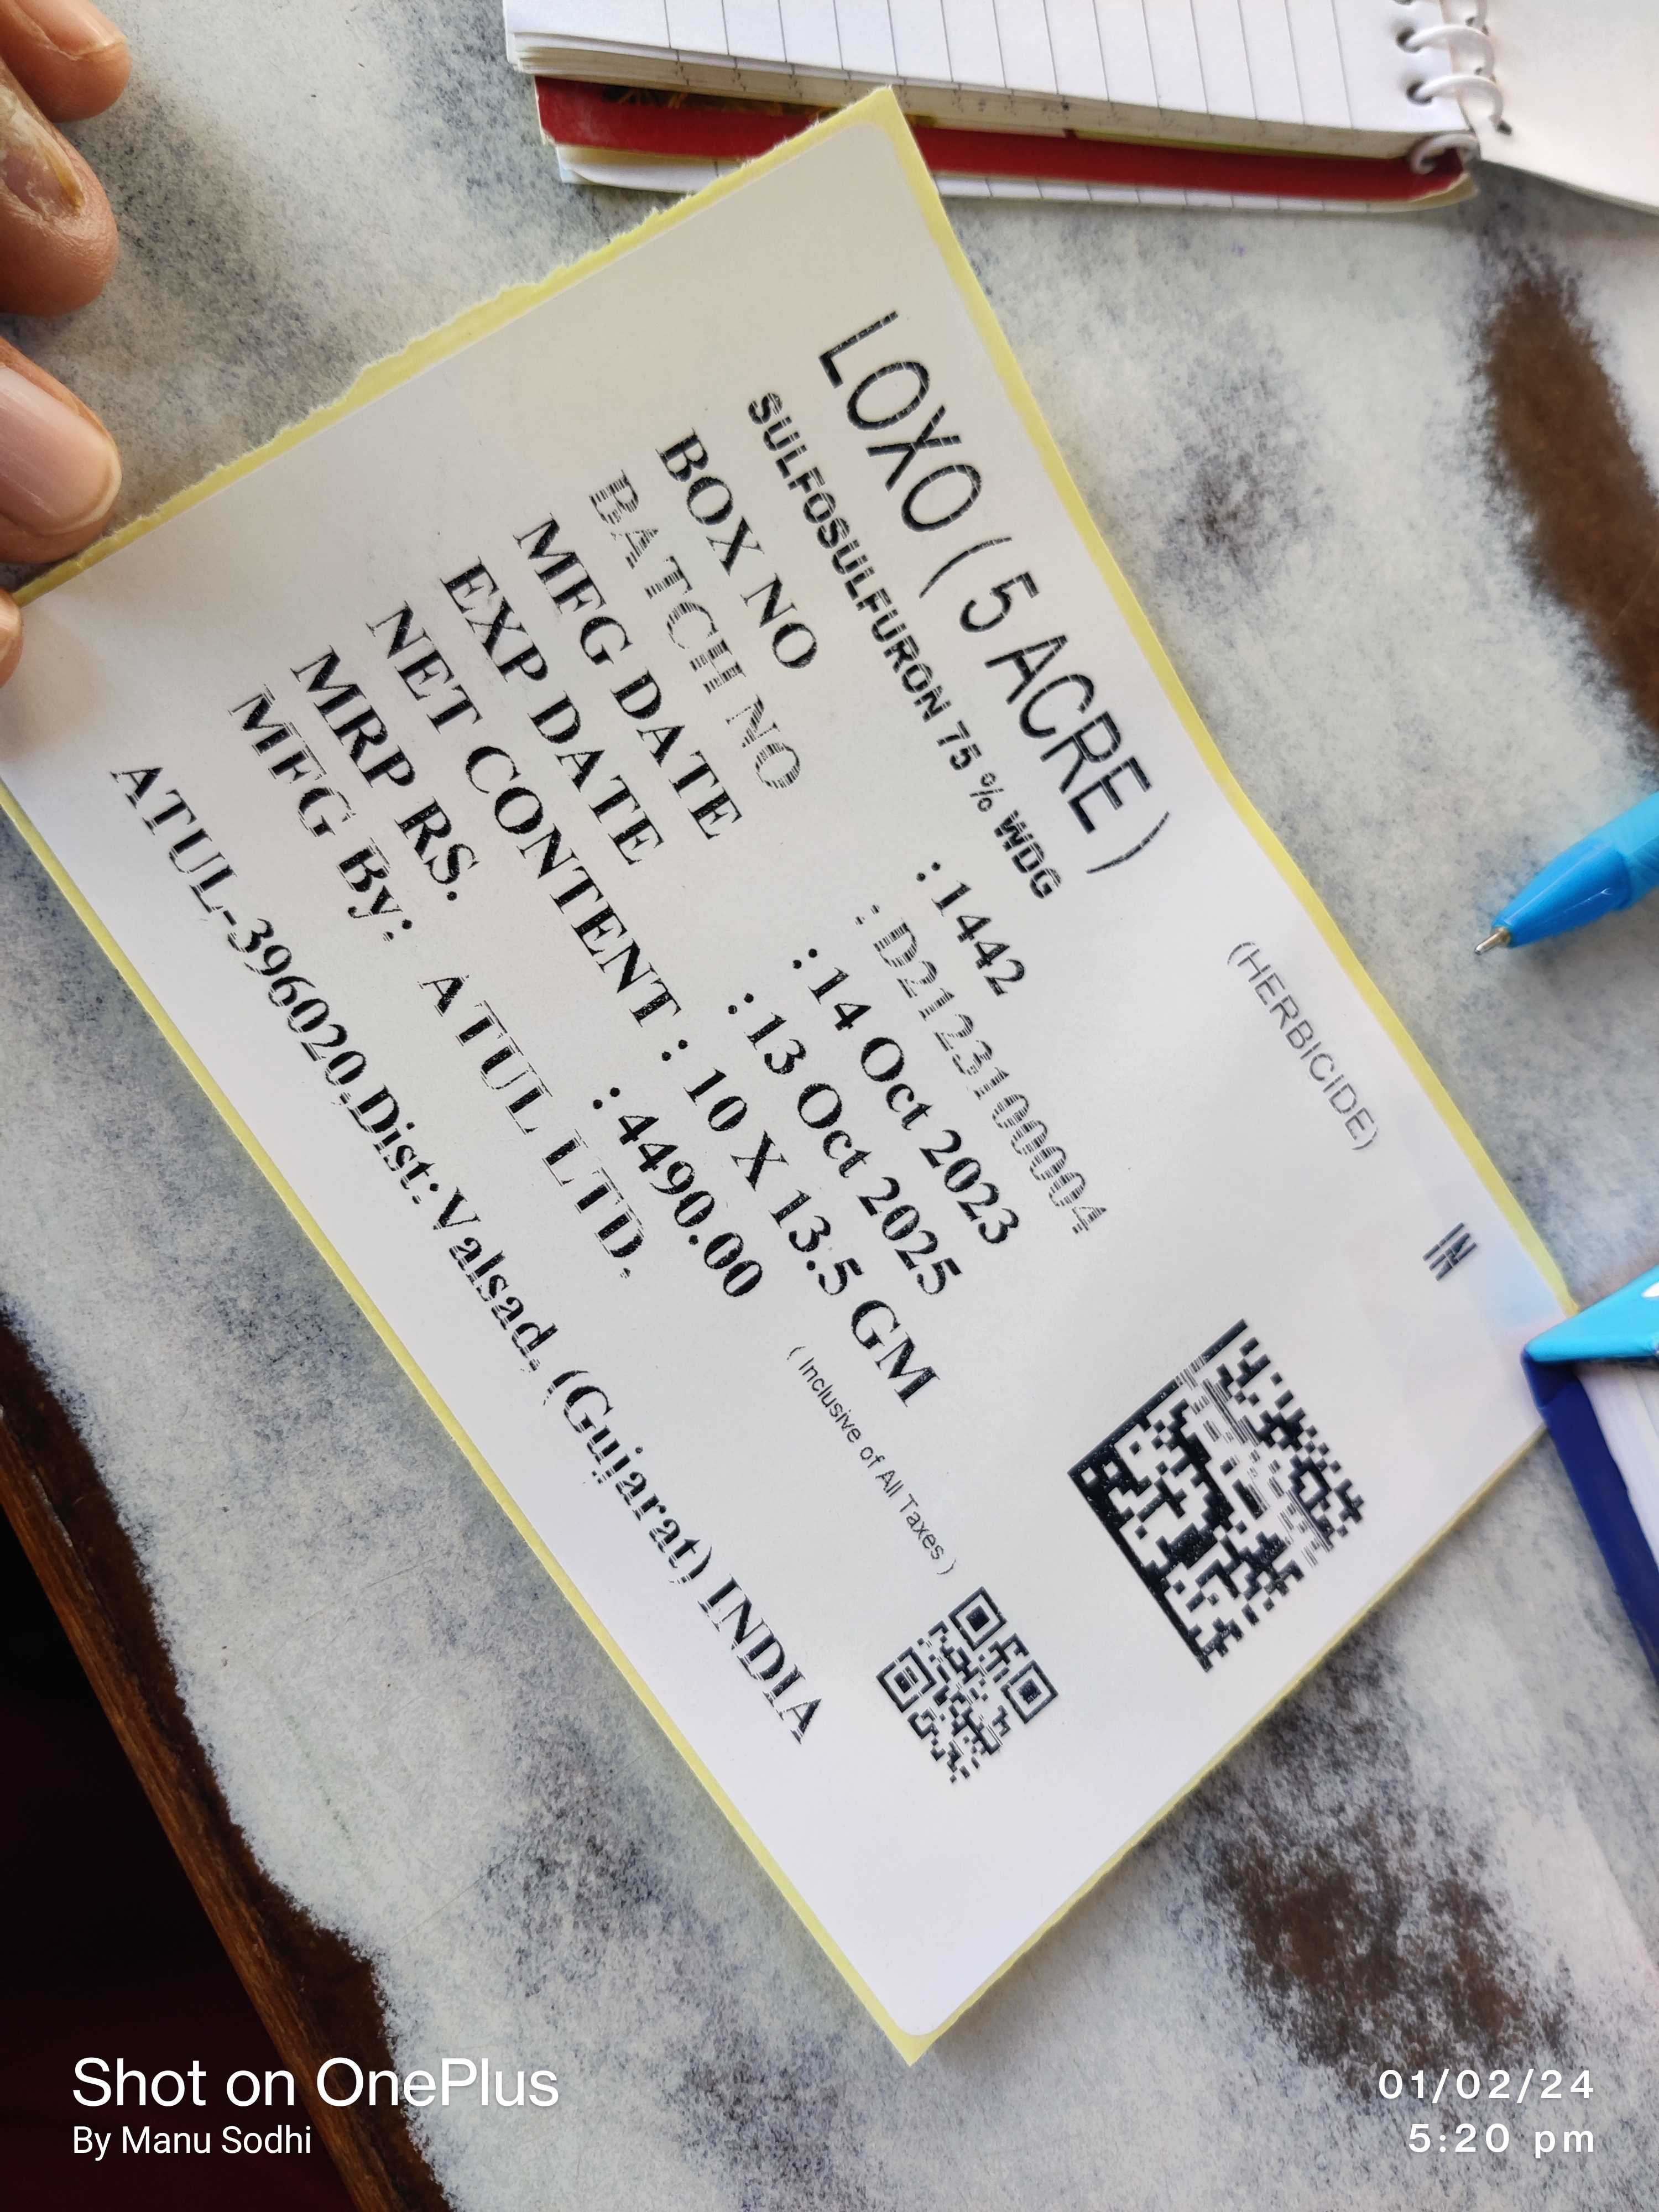 LOXO ( 5 ACRE )
(HERBICIDE)
IN
SULFOSULFURON 75 % WDG
BOX NO : 1442
BATCH NO : D2123100004
MFG DATE : 14 Oct 2023
EXP DATE : 13 Oct 2025
NET CONTENT : 10 X 13.5 GM
MRP RS. : 4490.00 ( Inclusive of All Taxes )
MFG By: ATUL LTD.
ATUL-396020,Dist:Valsad, (Gujarat) INDIA
Shot on OnePlus
By Manu Sodhi
01/02/24
5:20 pm